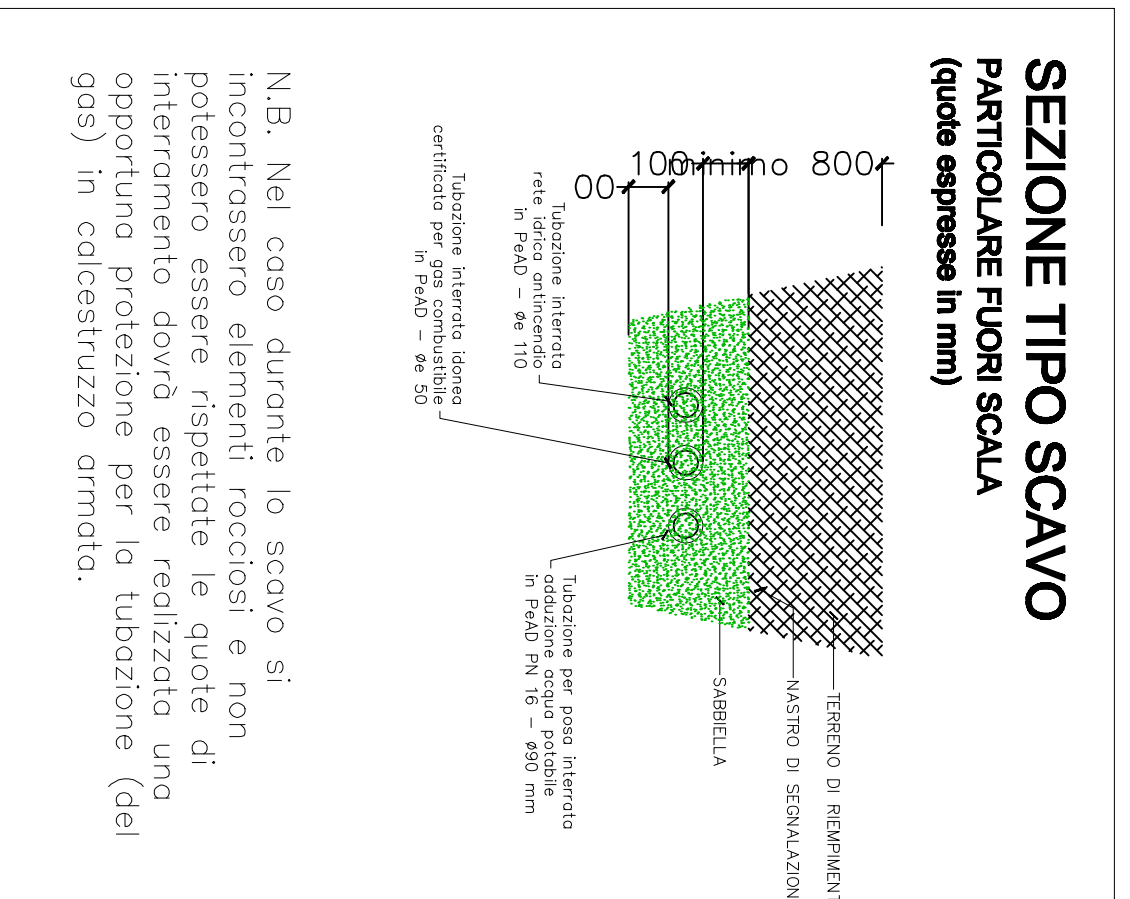 SEZIONE TIPO SCAVO
PARTICOLARE FUORI SCALA
(quote espresse in mm)
800
minimo
100
00
TERRENO DI RIEMPIMENT
NASTRO DI SEGNALAZION
SABBIELLA
Tubazione interrata
rete idrica antincendio
in PeAD - øe 110
Tubazione interrata idonea
certificata per gas combustibile
in PeAD - øe 50
Tubazione per posa interrata
adduzione acqua potabile
in PeAD PN 16 - ø90 mm
N.B. Nel caso durante lo scavo si
incontrassero elementi rocciosi e non
potessero essere rispettate le quote di
interramento dovrà essere realizzata una
opportuna protezione per la tubazione (del
gas) in calcestruzzo armata.